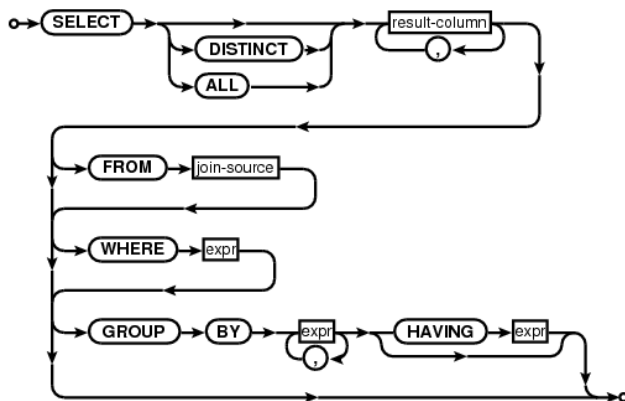 SELECT result-column
DISTINCT ,
ALL
FROM join-source
WHERE expr
GROUP BY expr HAVING expr
,